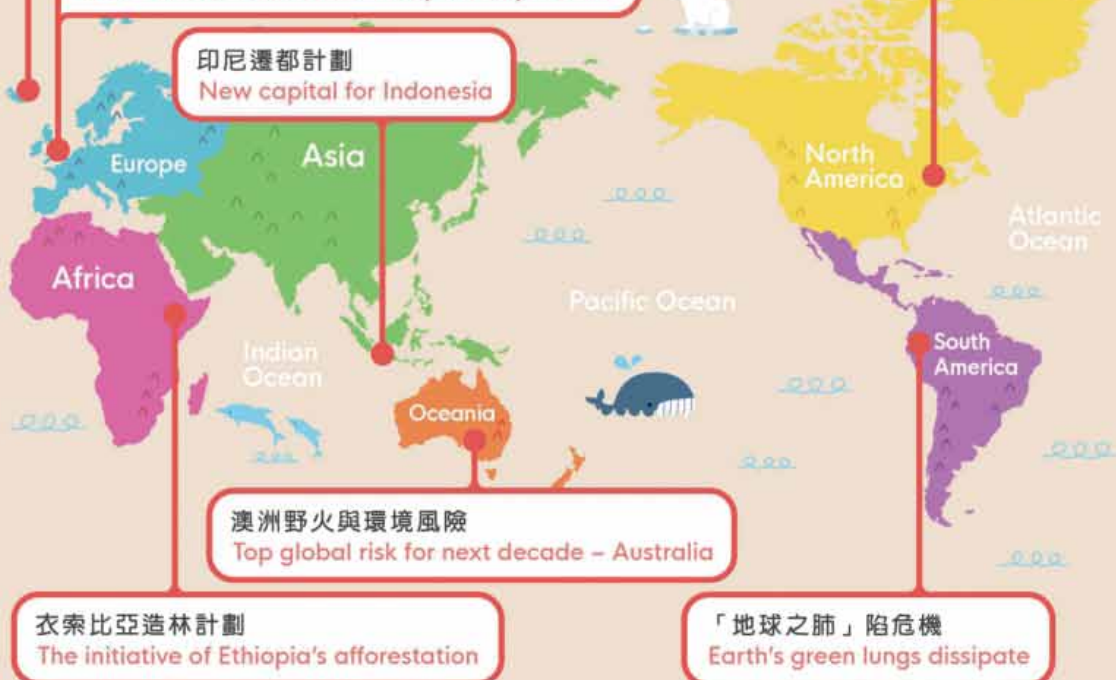 印尼遷都計劃
New capital for Indonesia
Europe
Asia
North
America
Atlantic
Ocean
Africa
Pacific Ocean
Indian
Ocean
South
America
Oceania
澳洲野火與環境風險
Top global risk for next decade – Australia
衣索比亞造林計劃
The initiative of Ethiopia's afforestation
「地球之肺」陷危機
Earth's green lungs dissipate